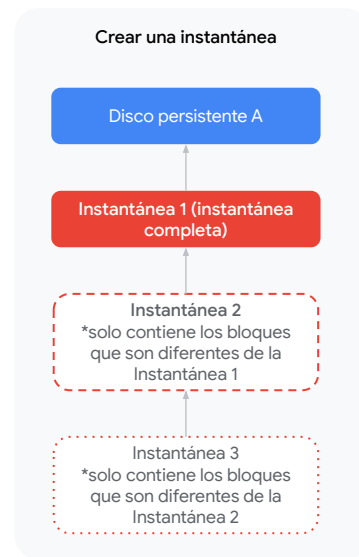 Crear una instantánea
Disco persistente A
Instantánea 1 (instantánea
completa)
Instantánea 2
*solo contiene los bloques
que son diferentes de la
Instantánea 1
Instantánea 3
*solo contiene los bloques
que son diferentes de la
Instantánea 2